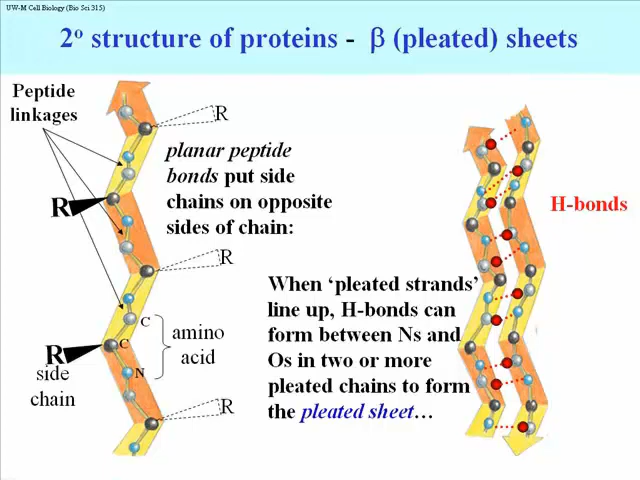 UW-M Cell Biology (Bio Sci 315)
2º structure of proteins - β (pleated) sheets
Peptide
linkages
R
planar peptide
bonds put side
chains on opposite
sides of chain:
R
H-bonds
R
When ‘pleated strands’
line up, H-bonds can
form between Ns and
Os in two or more
pleated chains to form
the pleated sheet…
C
amino
acid
C
R
side
chain
N
R